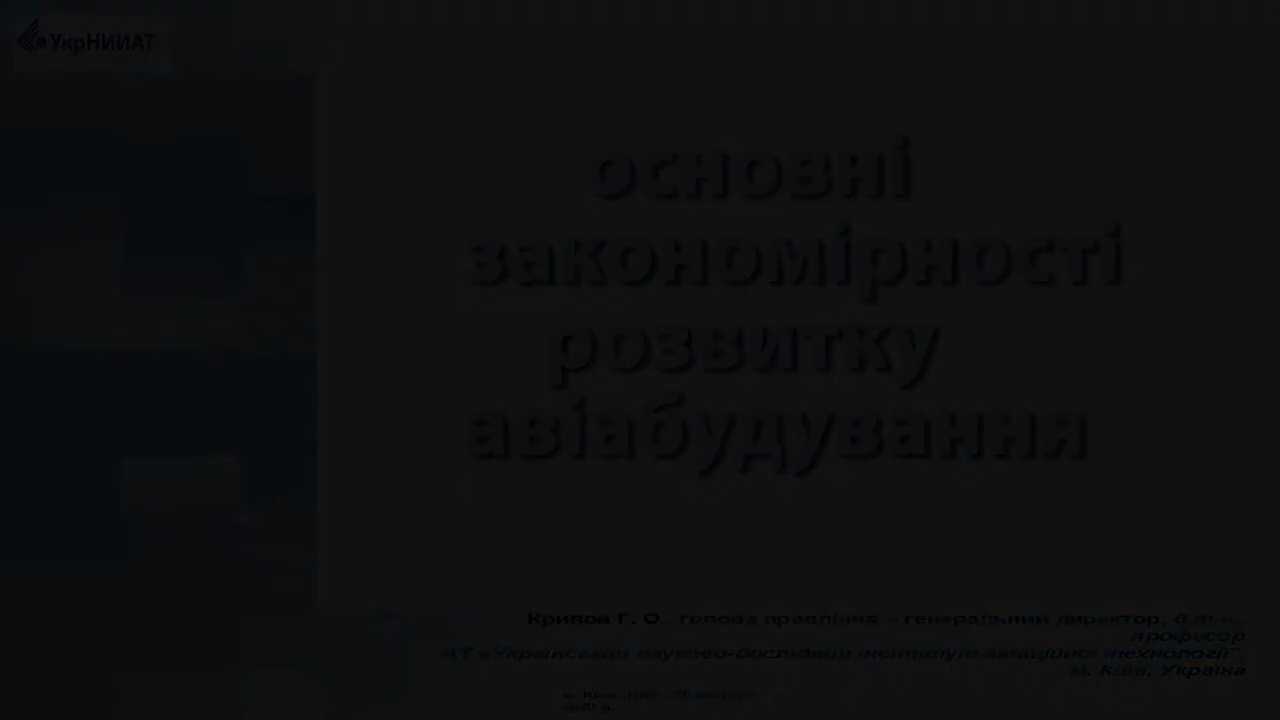 УкрНИИАТ
основні
закономірності
розвитку
авіабудування
Кривов Г. О. голова правління – генеральний директор, д.т.н.,
професор
АТ «Український науково-дослідний інститут авіаційної технології",
м. Київ, Україна